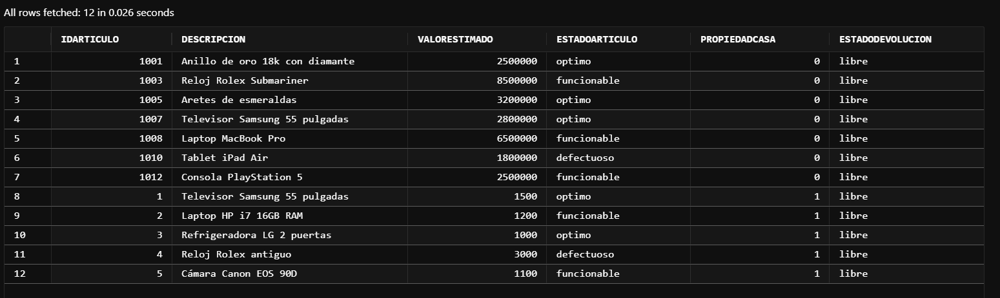 All rows fetched: 12 in 0.026 seconds
IDARTICULO DESCRIPCION VALORESTIMADO ESTADOARTICULO PROPIEDADCASA ESTADODEVOLUCION
1 1001 Anillo de oro 18k con diamante 2500000 optimo 0 libre
2 1003 Reloj Rolex Submariner 8500000 funcionable 0 libre
3 1005 Aretes de esmeraldas 3200000 optimo 0 libre
4 1007 Televisor Samsung 55 pulgadas 2800000 optimo 0 libre
5 1008 Laptop MacBook Pro 6500000 funcionable 0 libre
6 1010 Tablet iPad Air 1800000 defectuoso 0 libre
7 1012 Consola PlayStation 5 2500000 funcionable 0 libre
8 1 Televisor Samsung 55 pulgadas 1500 optimo 1 libre
9 2 Laptop HP i7 16GB RAM 1200 funcionable 1 libre
10 3 Refrigeradora LG 2 puertas 1000 optimo 1 libre
11 4 Reloj Rolex antiguo 3000 defectuoso 1 libre
12 5 Cámara Canon EOS 90D 1100 funcionable 1 libre